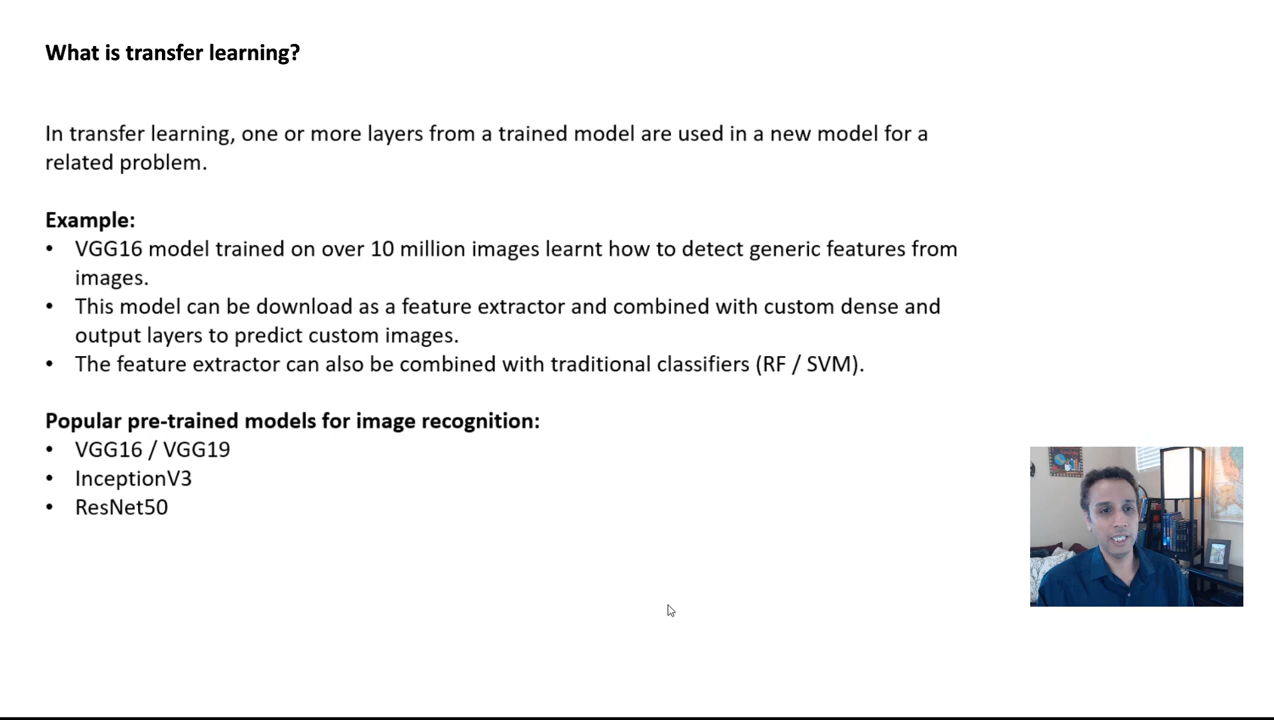 What is transfer learning?
In transfer learning, one or more layers from a trained model are used in a new model for a
related problem.
Example:
• VGG16 model trained on over 10 million images learnt how to detect generic features from
images.
• This model can be download as a feature extractor and combined with custom dense and
output layers to predict custom images.
• The feature extractor can also be combined with traditional classifiers (RF / SVM).
Popular pre-trained models for image recognition:
• VGG16 / VGG19
• InceptionV3
• ResNet50